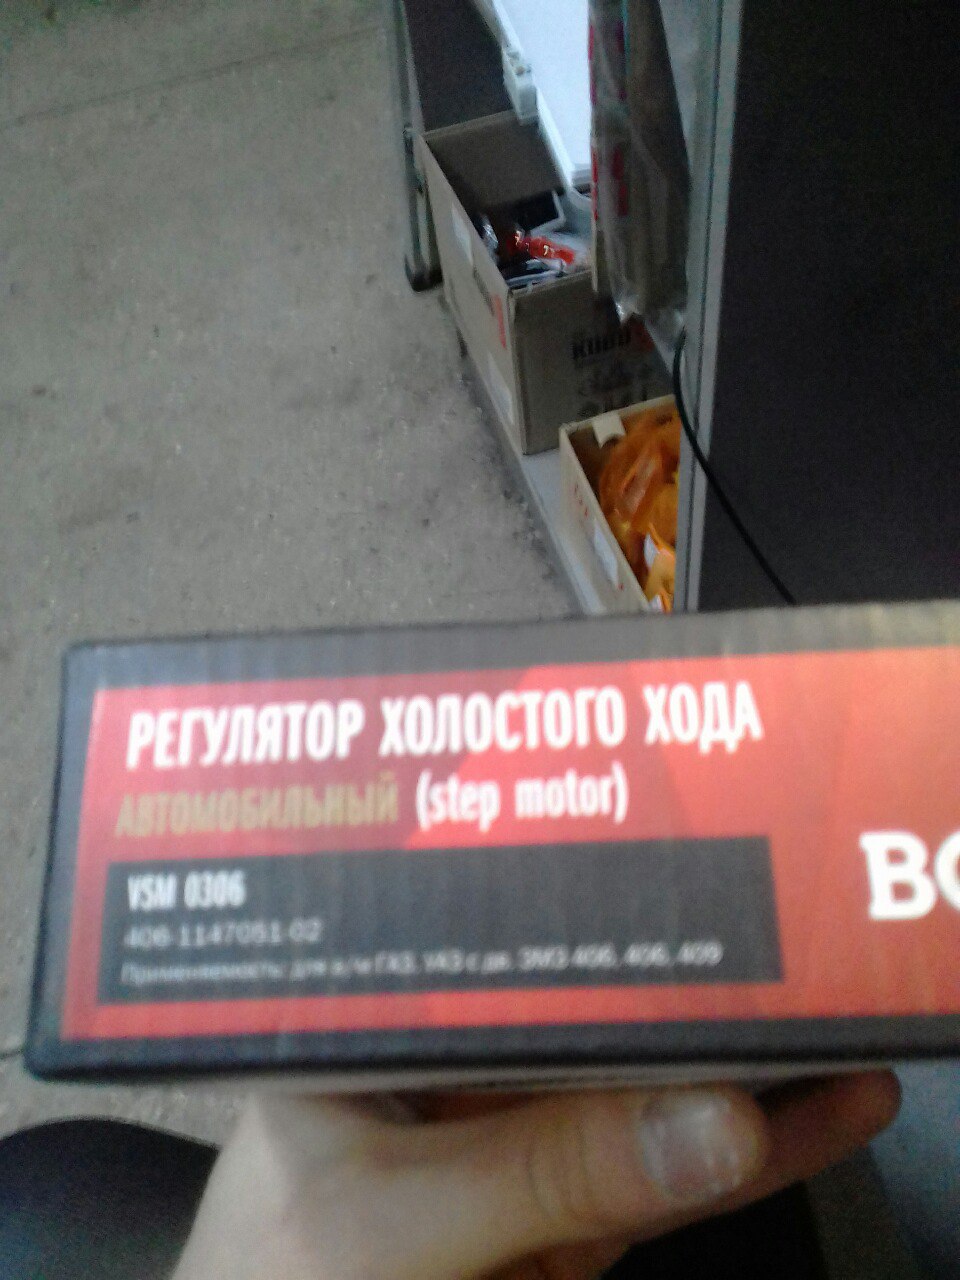 РЕГУЛЯТОР ХОЛОСТОГО ХОДА
АВТОМОБИЛЬНЫЙ (step motor)
VSM 0306
406-1147051-02
Применяемость: для а/м ГАЗ, УАЗ с дв. ЗМЗ 406, 409